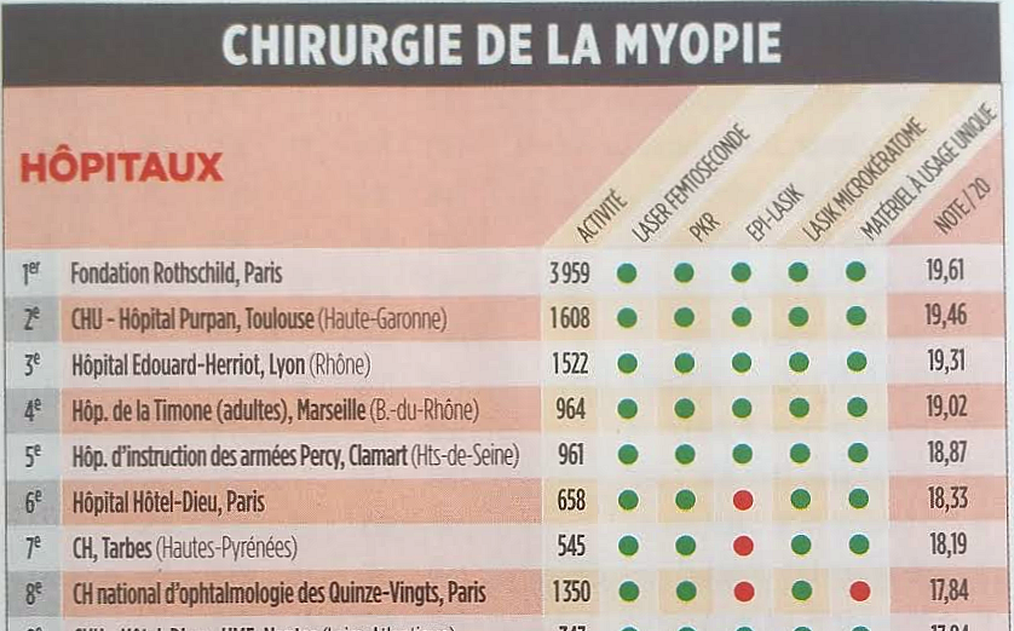 CHIRURGIE DE LA MYOPIE
HÔPITAUX
ACTIVITÉ
LASER FEMTOSECONDE
PKR
EPI-LASIK
LASIK MICROKÉRATOME
MATÉRIEL À USAGE UNIQUE
NOTE / 20
1er Fondation Rothschild, Paris 3 959 19,61
2e CHU - Hôpital Purpan, Toulouse (Haute-Garonne) 1 608 19,46
3e Hôpital Edouard-Herriot, Lyon (Rhône) 1 522 19,31
4e Hôp. de la Timone (adultes), Marseille (B.-du-Rhône) 964 19,02
5e Hôp. d'instruction des armées Percy, Clamart (Hts-de-Seine) 961 18,87
6e Hôpital Hôtel-Dieu, Paris 658 18,33
7e CH, Tarbes (Hautes-Pyrénées) 545 18,19
8e CH national d'ophtalmologie des Quinze-Vingts, Paris 1350 17,84